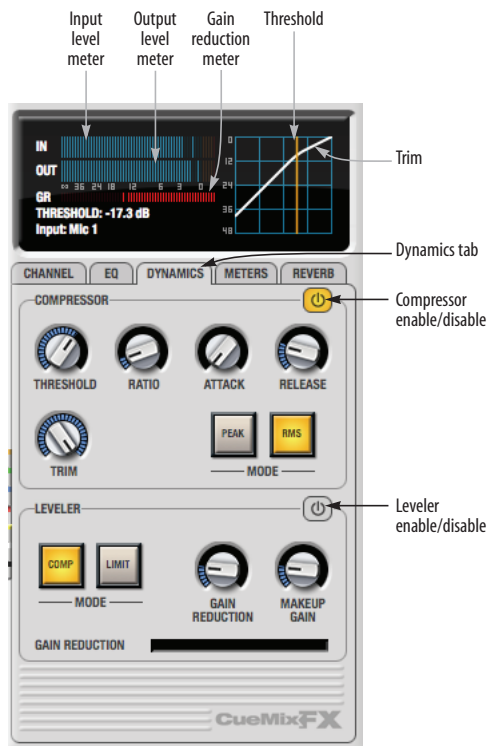 Input level meter
Output level meter
Gain reduction meter
Threshold
IN
OUT
∞ 36 24 18 12 6 3 0
GR
THRESHOLD: -17.3 dB
Input: Mic 1
0
12
24
36
48
Trim
Dynamics tab
CHANNEL EQ DYNAMICS METERS REVERB
COMPRESSOR
Compressor enable/disable
THRESHOLD RATIO ATTACK RELEASE
PEAK RMS
TRIM
MODE
LEVELER
Leveler enable/disable
COMP LIMIT
MODE
GAIN REDUCTION
MAKEUP GAIN
GAIN REDUCTION
CueMixFX